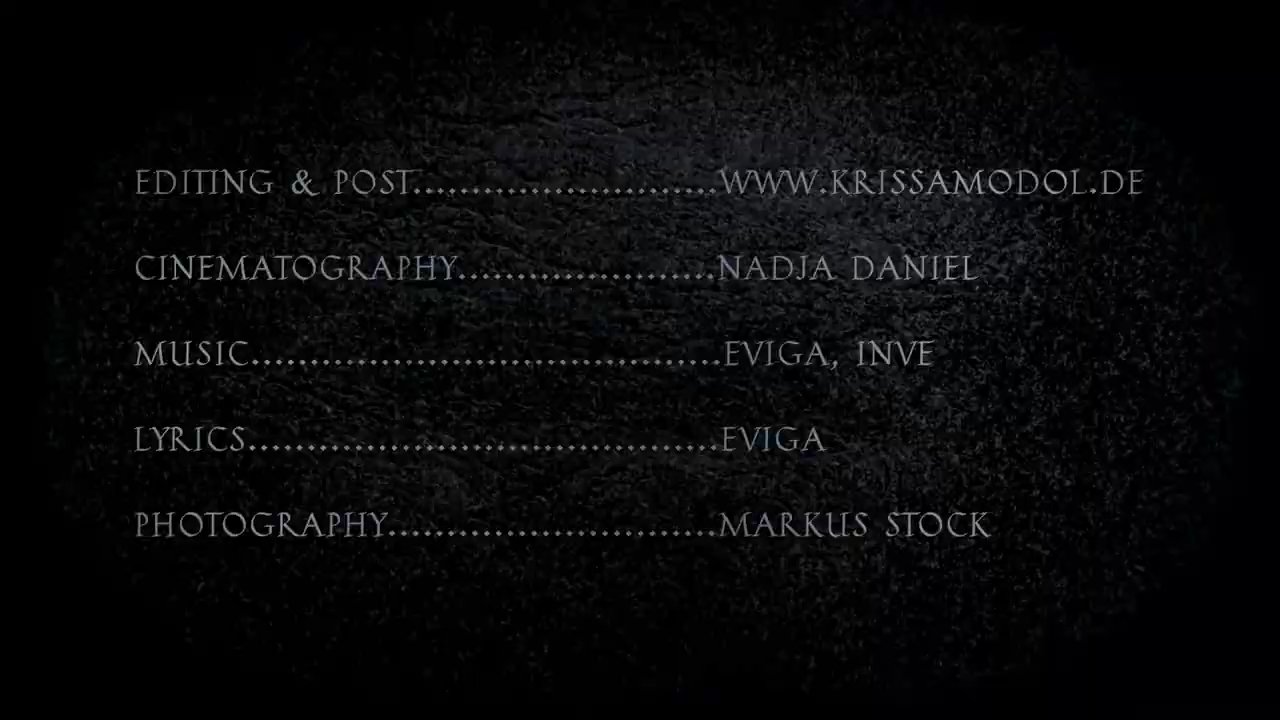 EDITING & POST..........................WWW.KRISSAMODOL.DE
CINEMATOGRAPHY......................NADJA DANIEL
MUSIC........................................EVIGA, INVE
LYRICS........................................EVIGA
PHOTOGRAPHY............................MARKUS STOCK